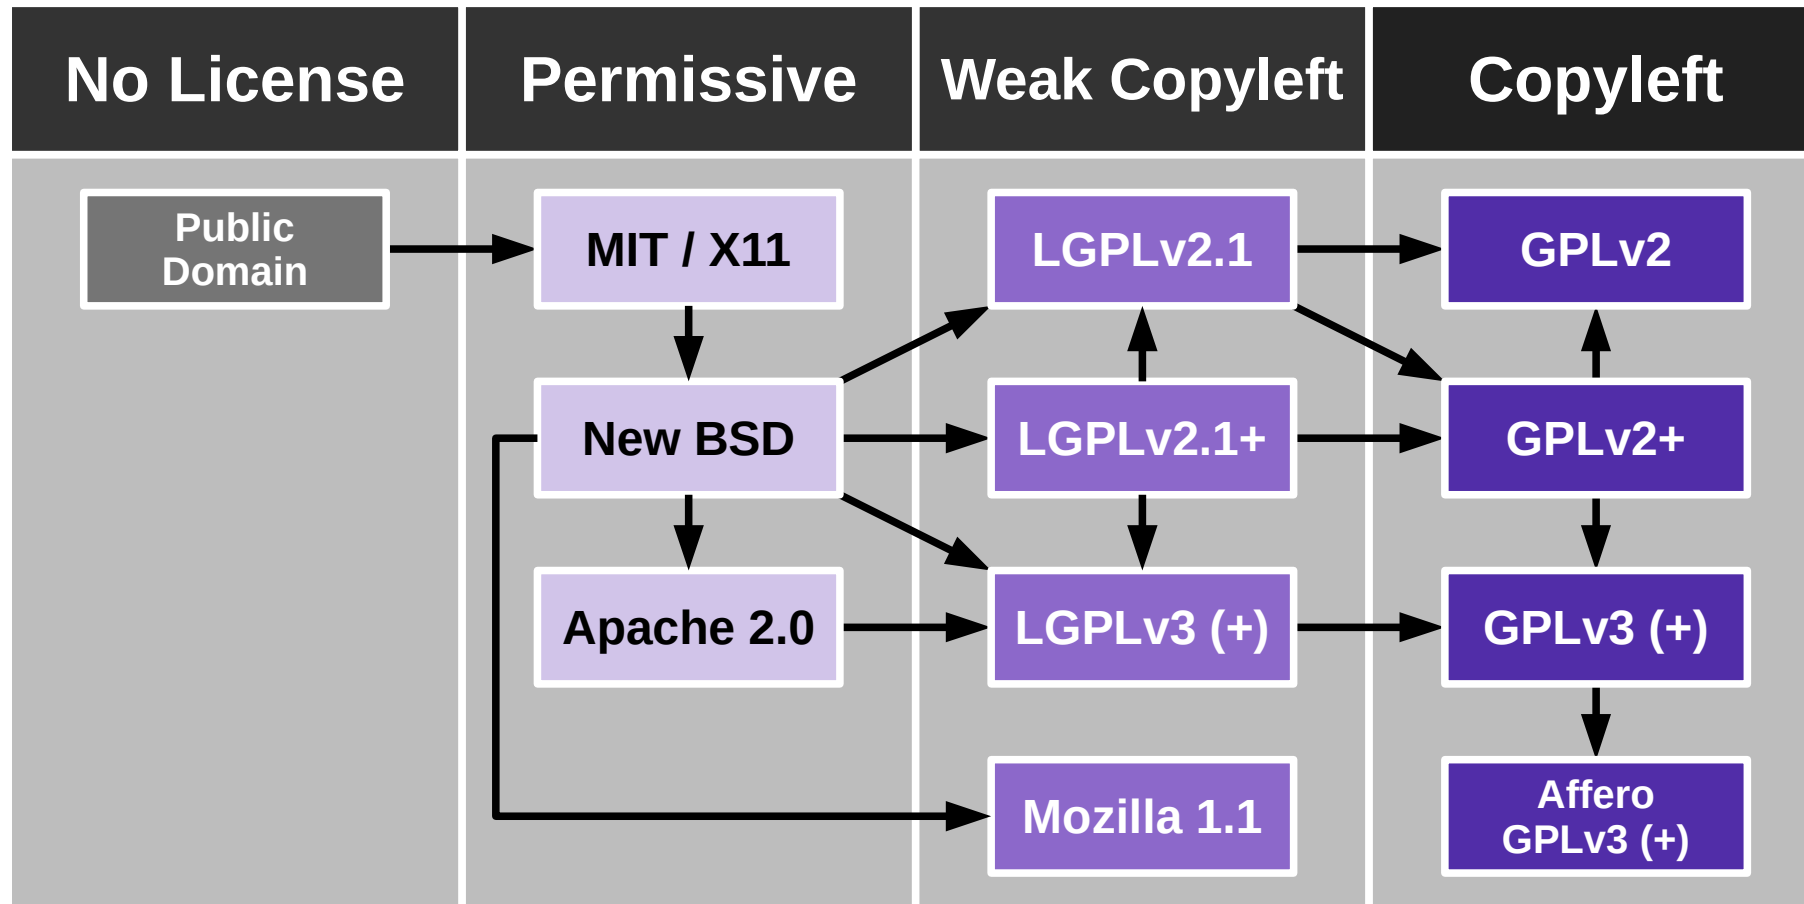 No License
Permissive
Weak Copyleft
Copyleft
Public
Domain
MIT / X11
LGPLv2.1
GPLv2
New BSD
LGPLv2.1+
GPLv2+
Apache 2.0
LGPLv3 (+)
GPLv3 (+)
Mozilla 1.1
Affero
GPLv3 (+)